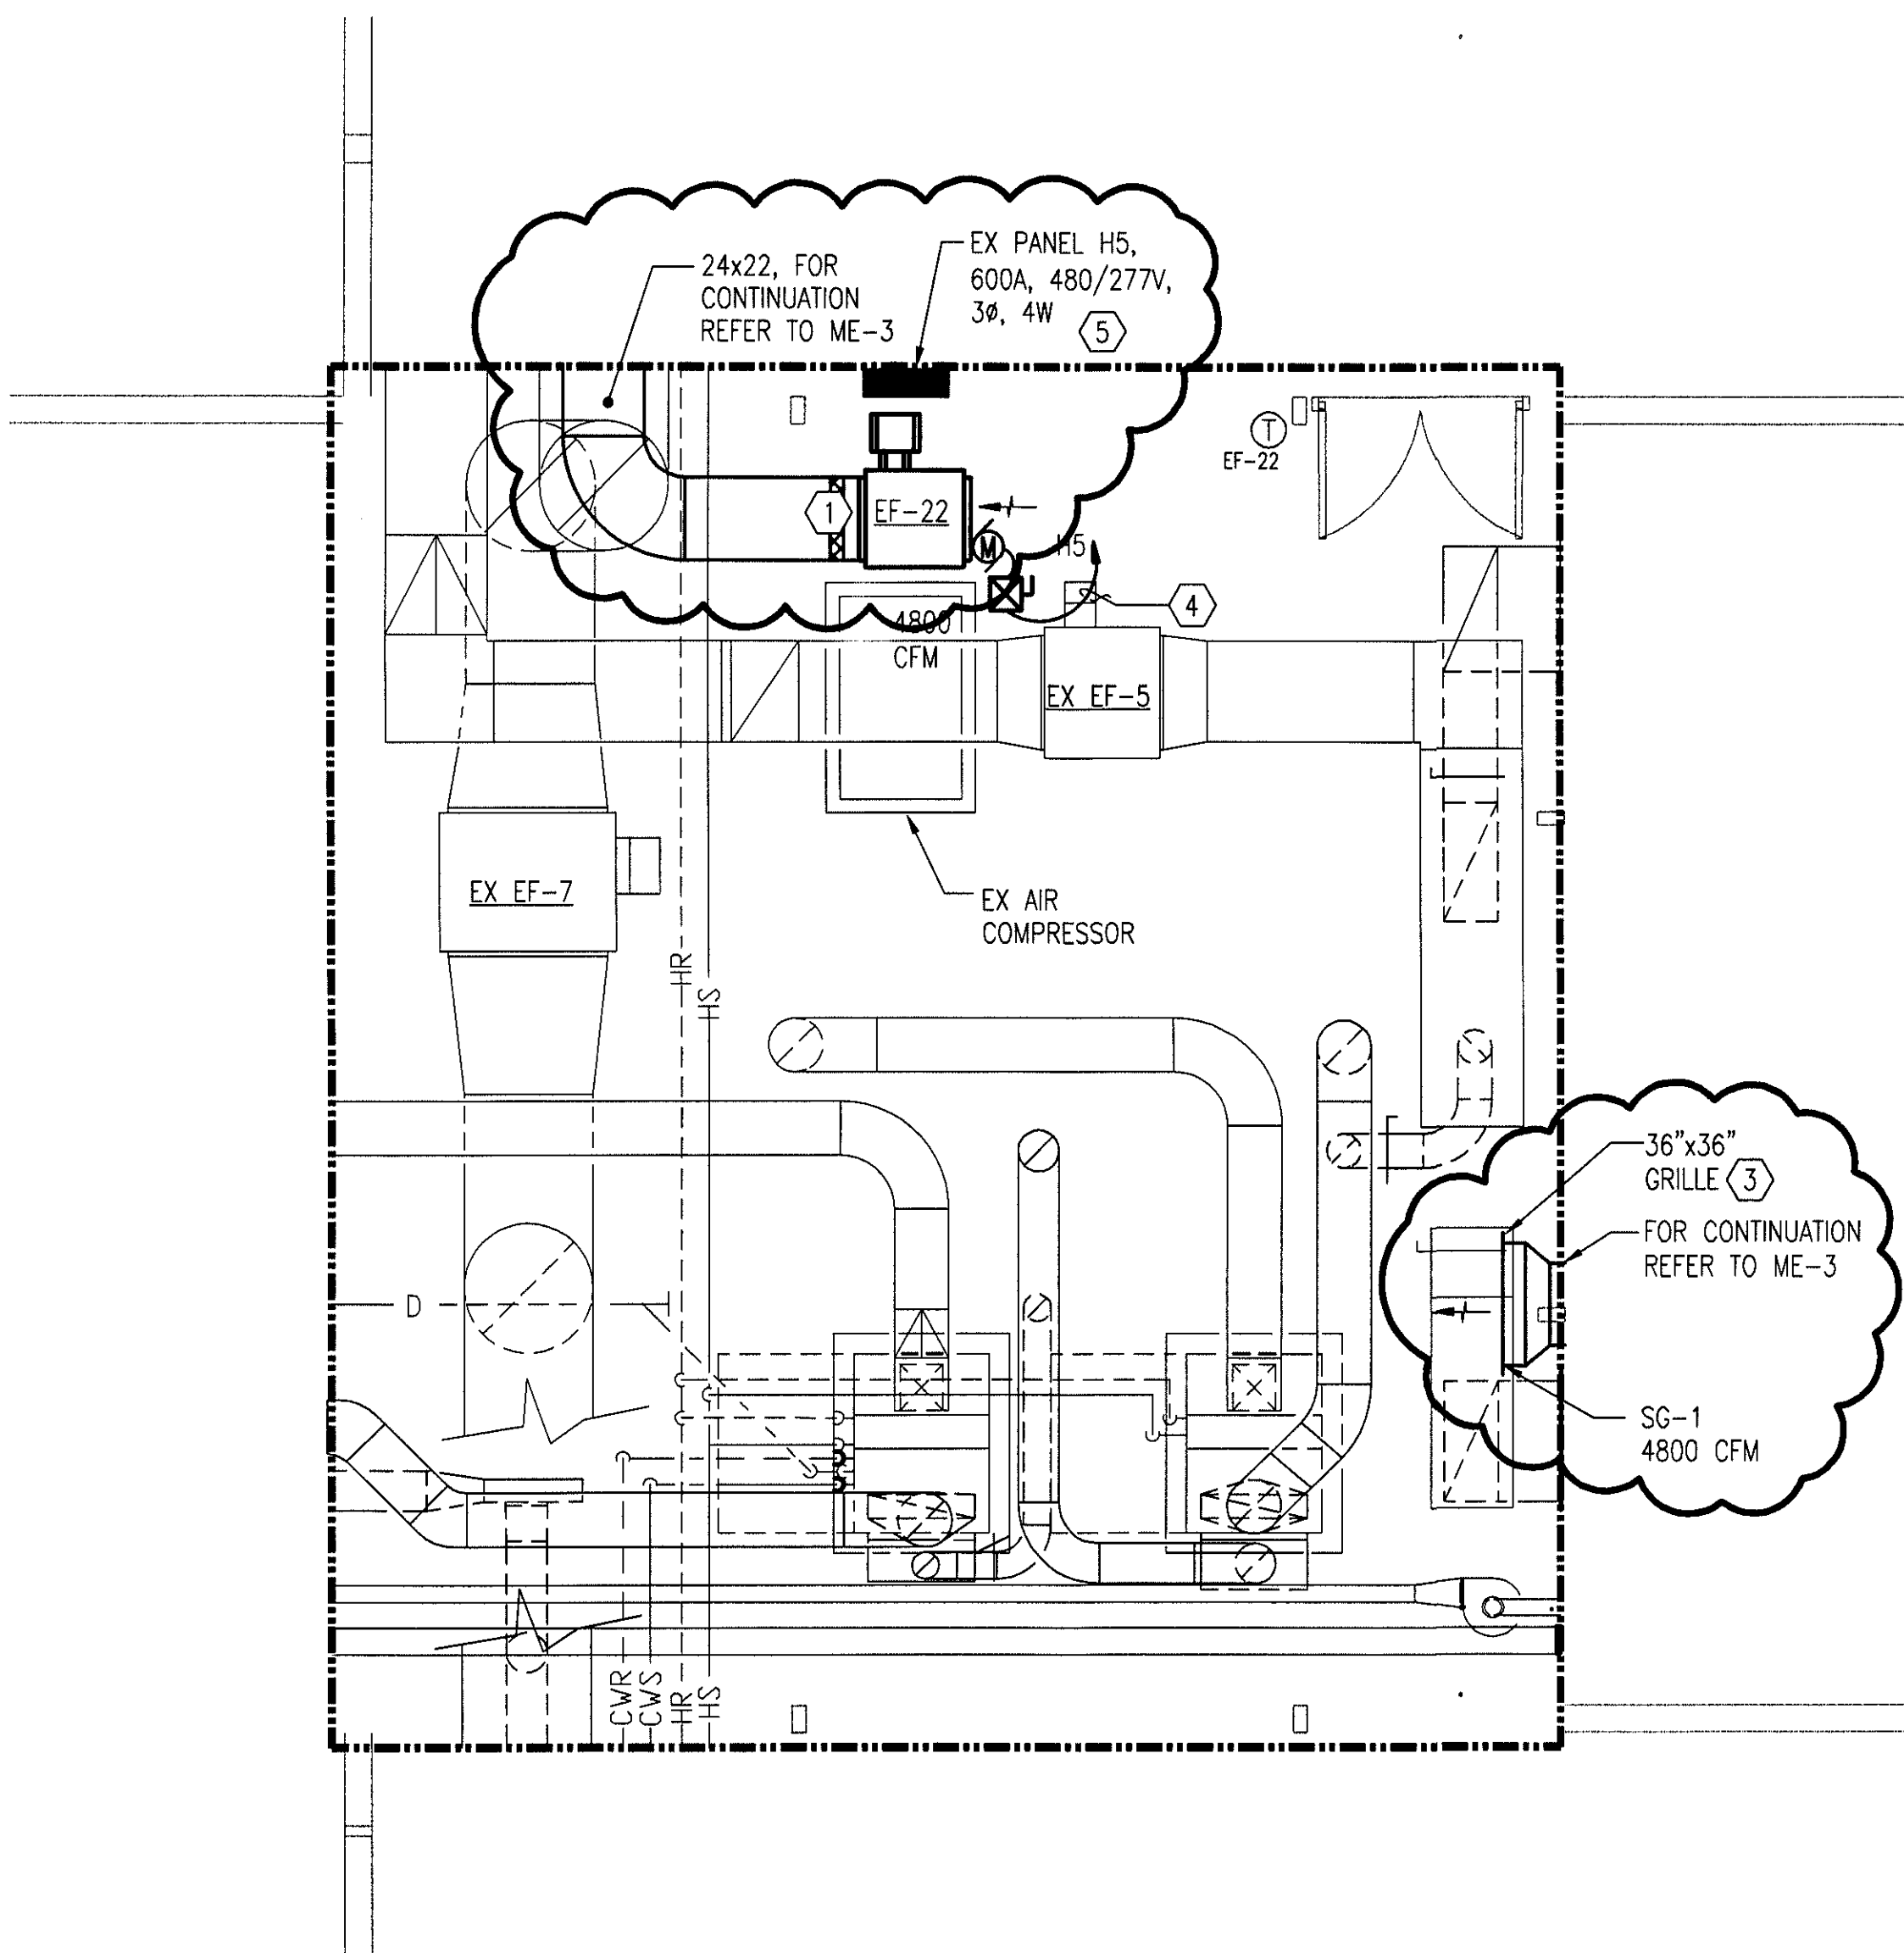 24x22, FOR
CONTINUATION
REFER TO ME-3
EX PANEL H5,
600A, 480/277V,
3ø, 4W
5
T
EF-22
1
EF-22
M
H5
4
4800
CFM
EX EF-5
EX EF-7
EX AIR
COMPRESSOR
HR
HS
36"x36"
GRILLE 3
FOR CONTINUATION
REFER TO ME-3
D
SG-1
4800 CFM
CWR
CWS
HR
HS